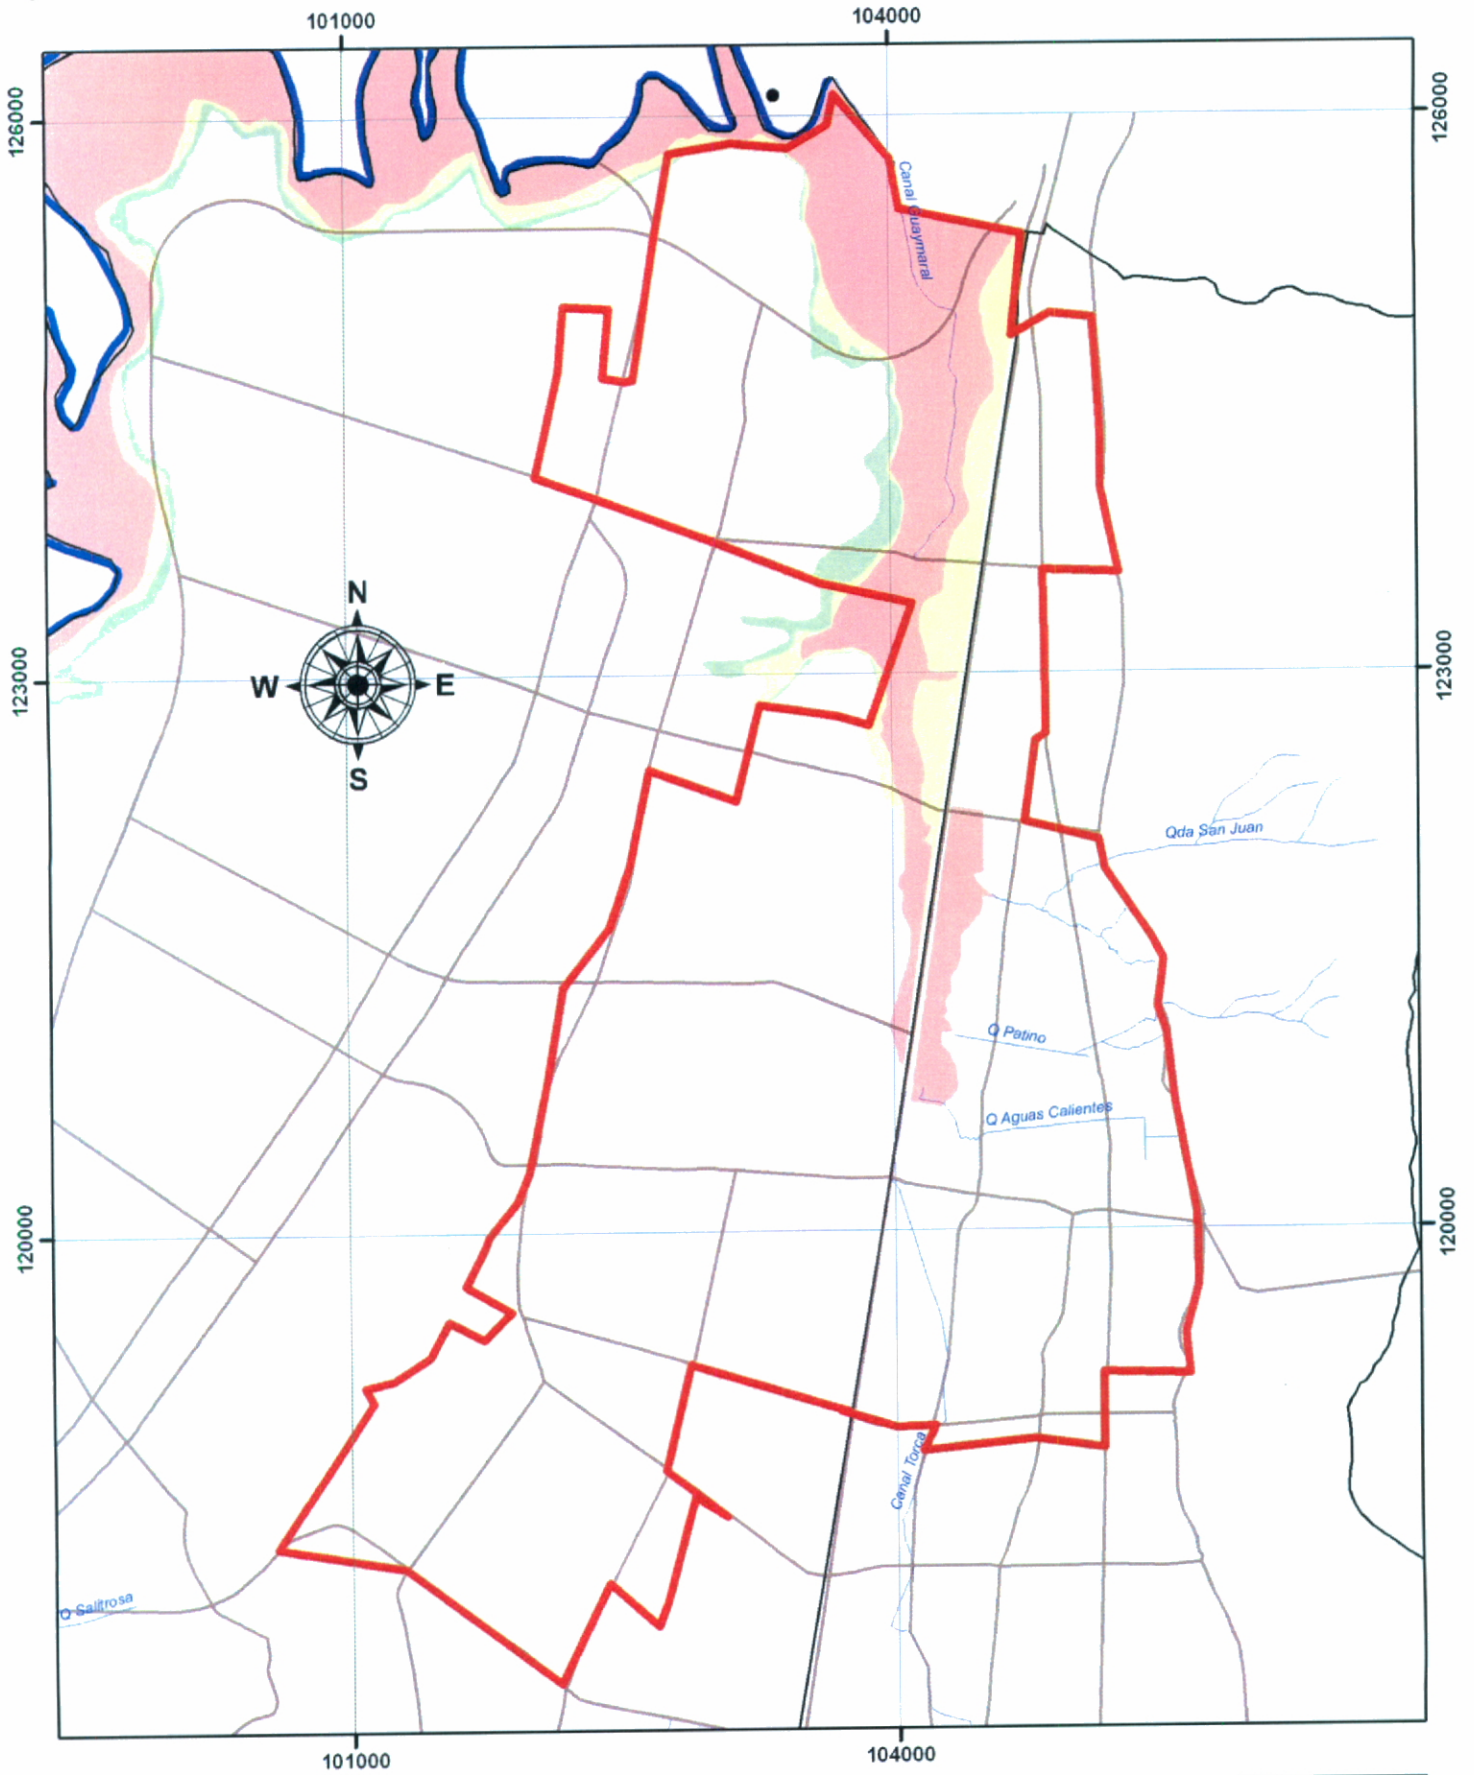 101000
104000
126000
126000
Canal Guaymaral
N
W
E
S
123000
123000
Qda San Juan
Q Patino
Q Aguas Calientes
120000
120000
Canal Torca
Q Salitrosa
101000
104000